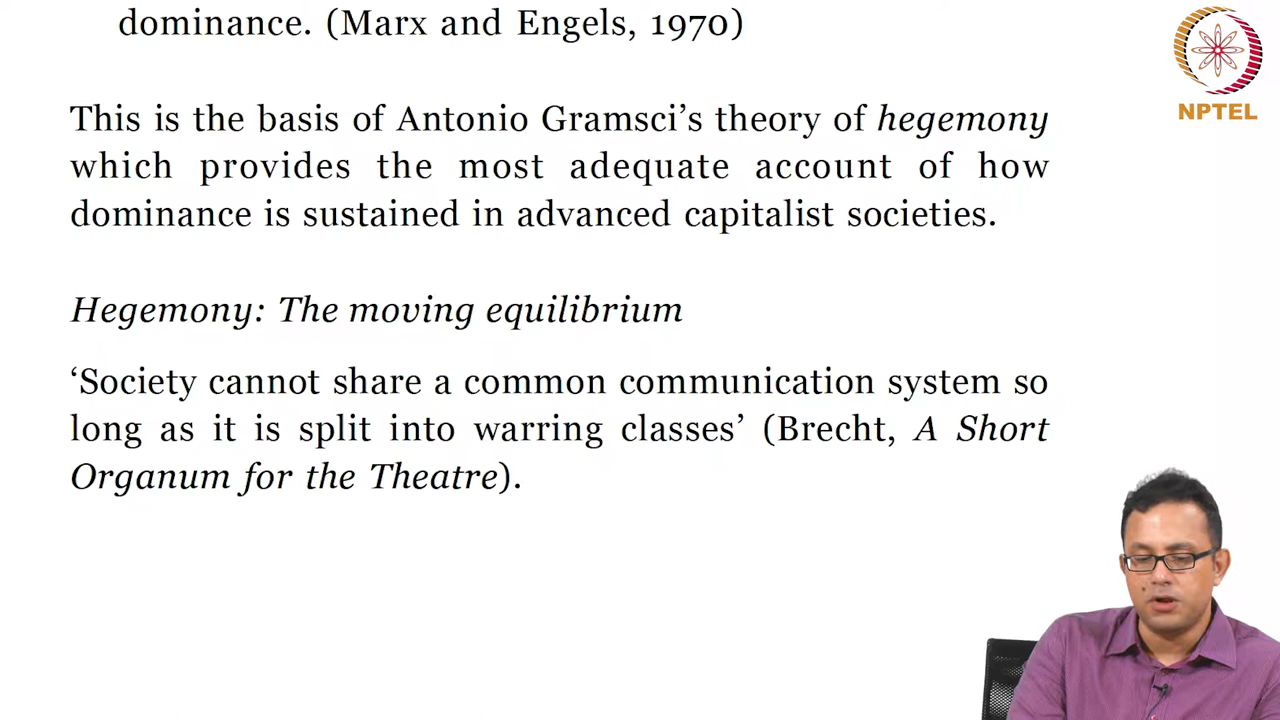 dominance. (Marx and Engels, 1970)
NPTEL
This is the basis of Antonio Gramsci’s theory of hegemony
which provides the most adequate account of how
dominance is sustained in advanced capitalist societies.
Hegemony: The moving equilibrium
‘Society cannot share a common communication system so
long as it is split into warring classes’ (Brecht, A Short
Organum for the Theatre).